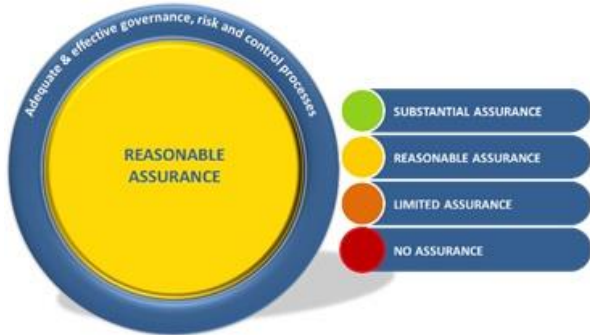 Adequate & effective governance, risk and control processes
REASONABLE
ASSURANCE
SUBSTANTIAL ASSURANCE
REASONABLE ASSURANCE
LIMITED ASSURANCE
NO ASSURANCE